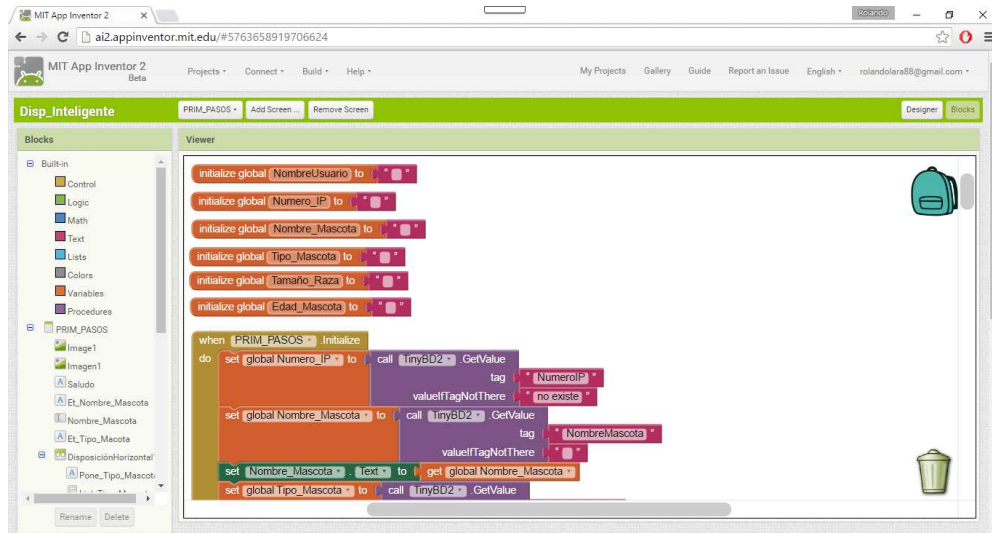 MIT App Inventor 2
Rolando
ai2.appinventor.mit.edu/#5763658919706624
MIT App Inventor 2
Beta
Projects Connect Build Help My Projects Gallery Guide Report an Issue English rolandolara88@gmail.com
Disp_Inteligente PRIM_PASOS Add Screen ... Remove Screen Designer Blocks
Blocks Viewer
Built-in
Control
Logic
Math
Text
Lists
Colors
Variables
Procedures
PRIM_PASOS
Image1
Imagen1
Saludo
Et_Nombre_Mascota
Nombre_Mascota
Et_Tipo_Macota
DisposiciónHorizontal
Pone_Tipo_Mascot
Rename Delete
initialize global NombreUsuario to " "
initialize global Numero_IP to " "
initialize global Nombre_Mascota to " "
initialize global Tipo_Mascota to " "
initialize global Tamaño_Raza to " "
initialize global Edad_Mascota to " "
when PRIM_PASOS .Initialize
do set global Numero_IP to call TinyBD2 .GetValue
tag " NumeroIP "
valueIfTagNotThere " no existe "
set global Nombre_Mascota to call TinyBD2 .GetValue
tag " NombreMascota "
valueIfTagNotThere " "
set Nombre_Mascota . Text to get global Nombre_Mascota
set global Tipo_Mascota to call TinyBD2 .GetValue